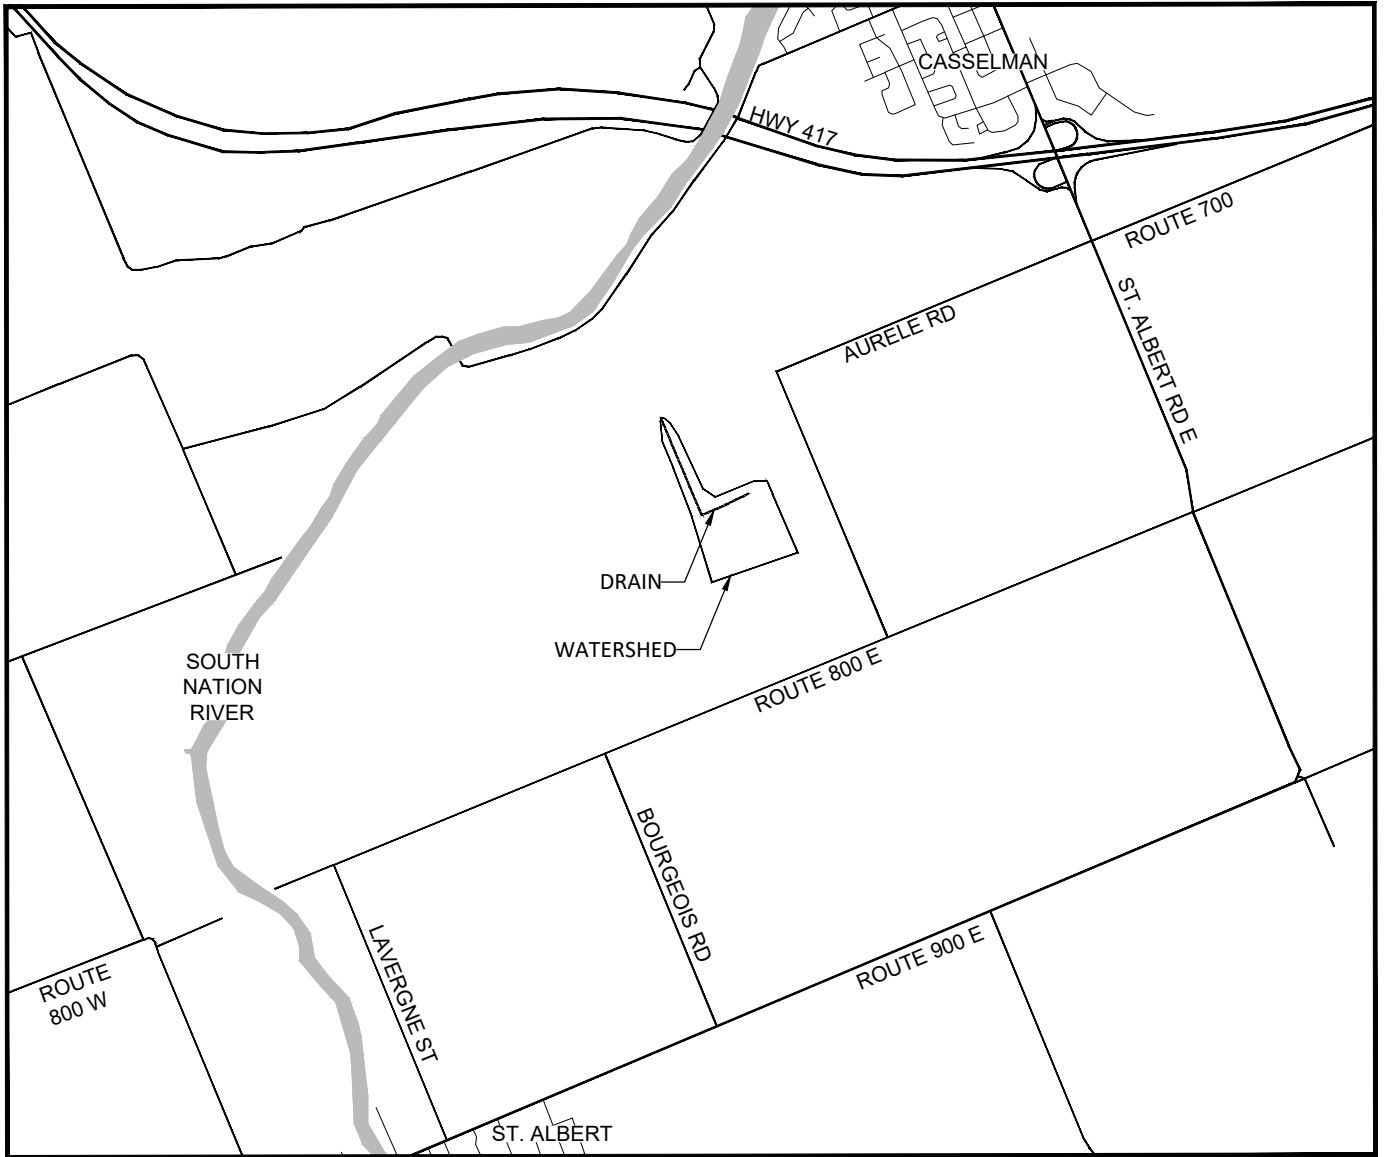 CASSELMAN
HWY 417
ROUTE 700
ST. ALBERT RD E
AURELE RD
DRAIN
WATERSHED
SOUTH
NATION
RIVER
ROUTE 800 E
BOURGEOIS RD
LAVERGNE ST
ROUTE 900 E
ROUTE
800 W
ST. ALBERT